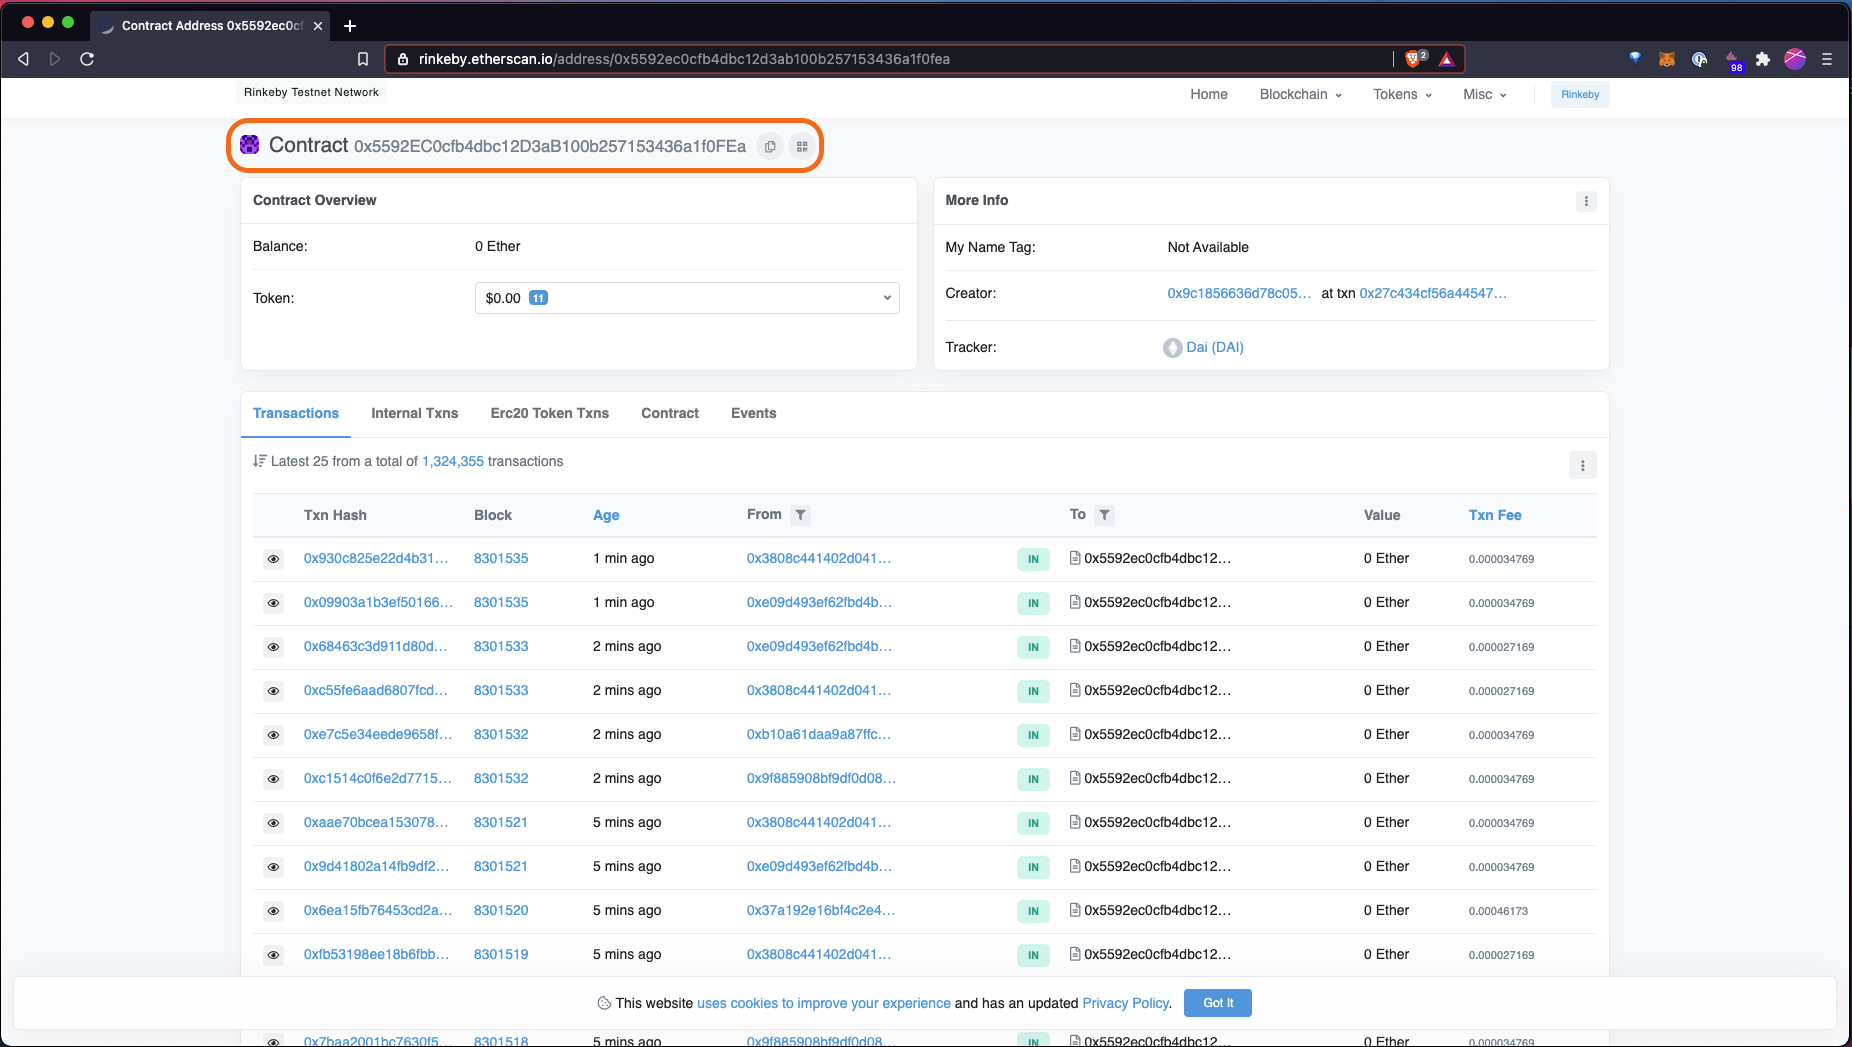 Contract Address 0x5592ec0cf
rinkeby.etherscan.io/address/0x5592ec0cfb4dbc12d3ab100b257153436a1f0fea
2
98
Rinkeby Testnet Network
Home Blockchain Tokens Misc Rinkeby
Contract 0x5592EC0cfb4dbc12D3aB100b257153436a1f0FEa
Contract Overview
Balance: 0 Ether
Token: $0.00 11
More Info
My Name Tag: Not Available
Creator: 0x9c1856636d78c05... at txn 0x27c434cf56a44547...
Tracker: Dai (DAI)
Transactions Internal Txns Erc20 Token Txns Contract Events
Latest 25 from a total of 1,324,355 transactions
Txn Hash Block Age From To Value Txn Fee
0x930c825e22d4b31... 8301535 1 min ago 0x3808c441402d041... IN 0x5592ec0cfb4dbc12... 0 Ether 0.000034769
0x09903a1b3ef50166... 8301535 1 min ago 0xe09d493ef62fbd4b... IN 0x5592ec0cfb4dbc12... 0 Ether 0.000034769
0x68463c3d911d80d... 8301533 2 mins ago 0xe09d493ef62fbd4b... IN 0x5592ec0cfb4dbc12... 0 Ether 0.000027169
0xc55fe6aad6807fcd... 8301533 2 mins ago 0x3808c441402d041... IN 0x5592ec0cfb4dbc12... 0 Ether 0.000027169
0xe7c5e34eede9658f... 8301532 2 mins ago 0xb10a61daa9a87ffc... IN 0x5592ec0cfb4dbc12... 0 Ether 0.000034769
0xc1514c0f6e2d7715... 8301532 2 mins ago 0x9f885908bf9df0d08... IN 0x5592ec0cfb4dbc12... 0 Ether 0.000034769
0xaae70bcea153078... 8301521 5 mins ago 0x3808c441402d041... IN 0x5592ec0cfb4dbc12... 0 Ether 0.000034769
0x9d41802a14fb9df2... 8301521 5 mins ago 0xe09d493ef62fbd4b... IN 0x5592ec0cfb4dbc12... 0 Ether 0.000034769
0x6ea15fb76453cd2a... 8301520 5 mins ago 0x37a192e16bf4c2e4... IN 0x5592ec0cfb4dbc12... 0 Ether 0.00046173
0xfb53198ee18b6fbb... 8301519 5 mins ago 0x3808c441402d041... IN 0x5592ec0cfb4dbc12... 0 Ether 0.000027169
This website uses cookies to improve your experience and has an updated Privacy Policy. Got It
0x7baa2001bc7630f5... 8301518 5 mins ago 0x9f885908bf9df0d08... IN 0x5592ec0cfb4dbc12... 0 Ether 0.000034769